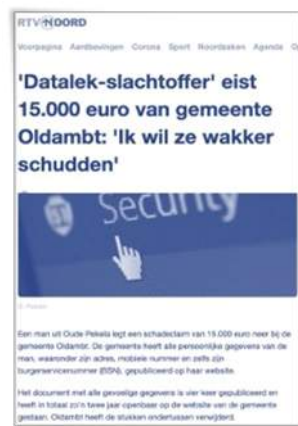 RTV NOORD
Voorpagina Aardbevingen Corona Sport Noordzaken Agenda
'Datalek-slachtoffer' eist
15.000 euro van gemeente
Oldambt: 'Ik wil ze wakker
schudden'
Security
Een man uit Oude Pekela legt een schadeclaim van 15.000 euro neer bij de
gemeente Oldambt. De gemeente heeft alle persoonlijke gegevens van de
man, waaronder zijn adres, mobiele nummer en zelfs zijn
burgerservicenummer (BSN), gepubliceerd op haar website.
Het document met alle gevoelige gegevens is vier keer gepubliceerd en
heeft in totaal zo'n twee jaar openbaar op de website van de gemeente
gestaan. Oldambt heeft de stukken ondertussen verwijderd.